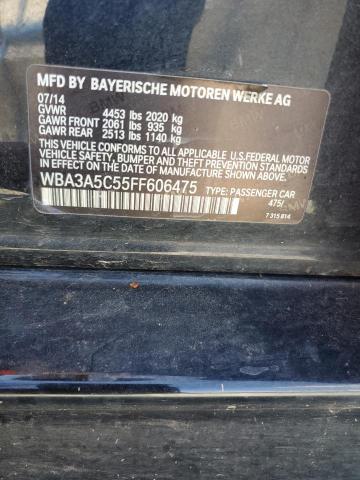 MFD BY BAYERISCHE MOTOREN WERKE AG
07/14
GVWR 4453 lbs 2020 kg
GAWR FRONT 2061 lbs 935 kg
GAWR REAR 2513 lbs 1140 kg
THIS VEHICLE CONFORMS TO ALL APPLICABLE U.S.FEDERAL MOTOR
VEHICLE SAFETY, BUMPER AND THEFT PREVENTION
STANDARDS IN EFFECT ON THE DATE OF
MANUFACTURE SHOWN ABOVE.
WBA3A5C55FF606475 TYPE: PASSENGER CAR
475/
7 315 814